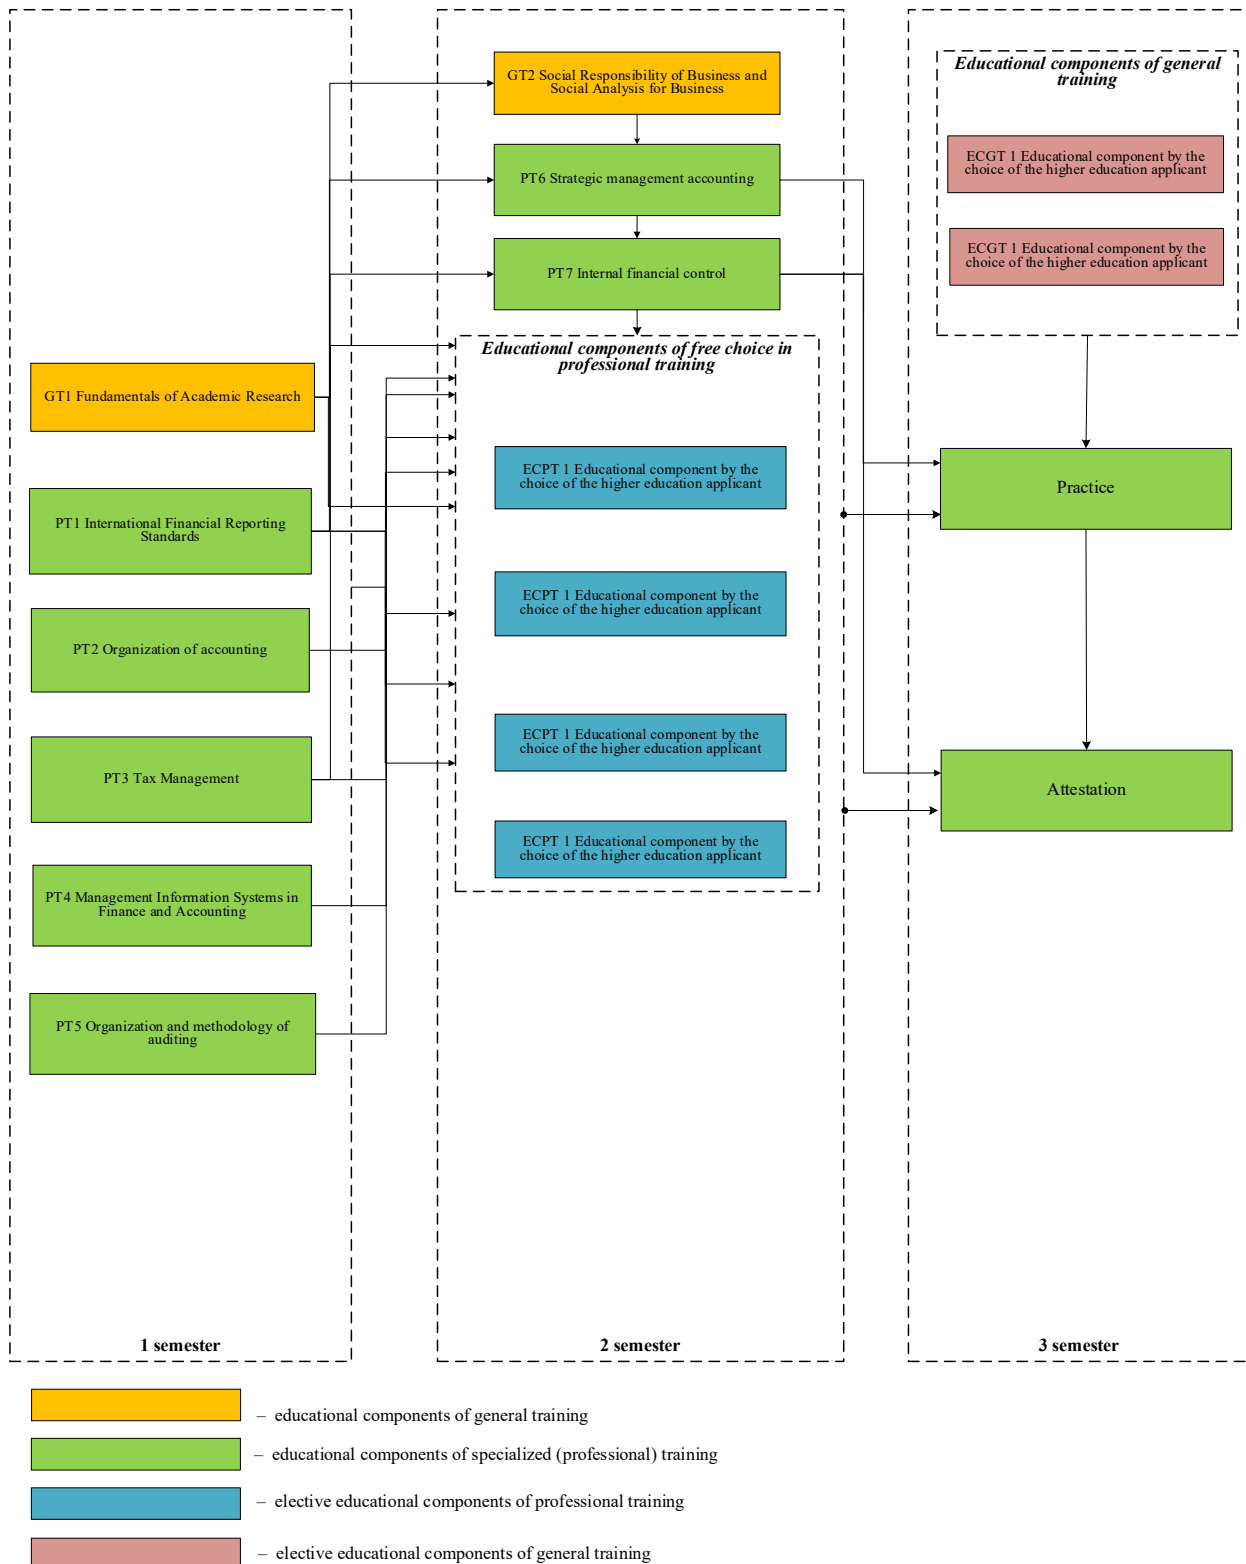 GT1 Fundamentals of Academic Research
PT1 International Financial Reporting
Standards
PT2 Organization of accounting
PT3 Tax Management
PT4 Management Information Systems in
Finance and Accounting
PT5 Organization and methodology of
auditing
1 semester
GT2 Social Responsibility of Business and
Social Analysis for Business
PT6 Strategic management accounting
PT7 Internal financial control
Educational components of free choice in
professional training
ECPT 1 Educational component by the
choice of the higher education applicant
ECPT 1 Educational component by the
choice of the higher education applicant
ECPT 1 Educational component by the
choice of the higher education applicant
ECPT 1 Educational component by the
choice of the higher education applicant
2 semester
Educational components of general
training
ECGT 1 Educational component by the
choice of the higher education applicant
ECGT 1 Educational component by the
choice of the higher education applicant
Practice
Attestation
3 semester
– educational components of general training
– educational components of specialized (professional) training
– elective educational components of professional training
– elective educational components of general training